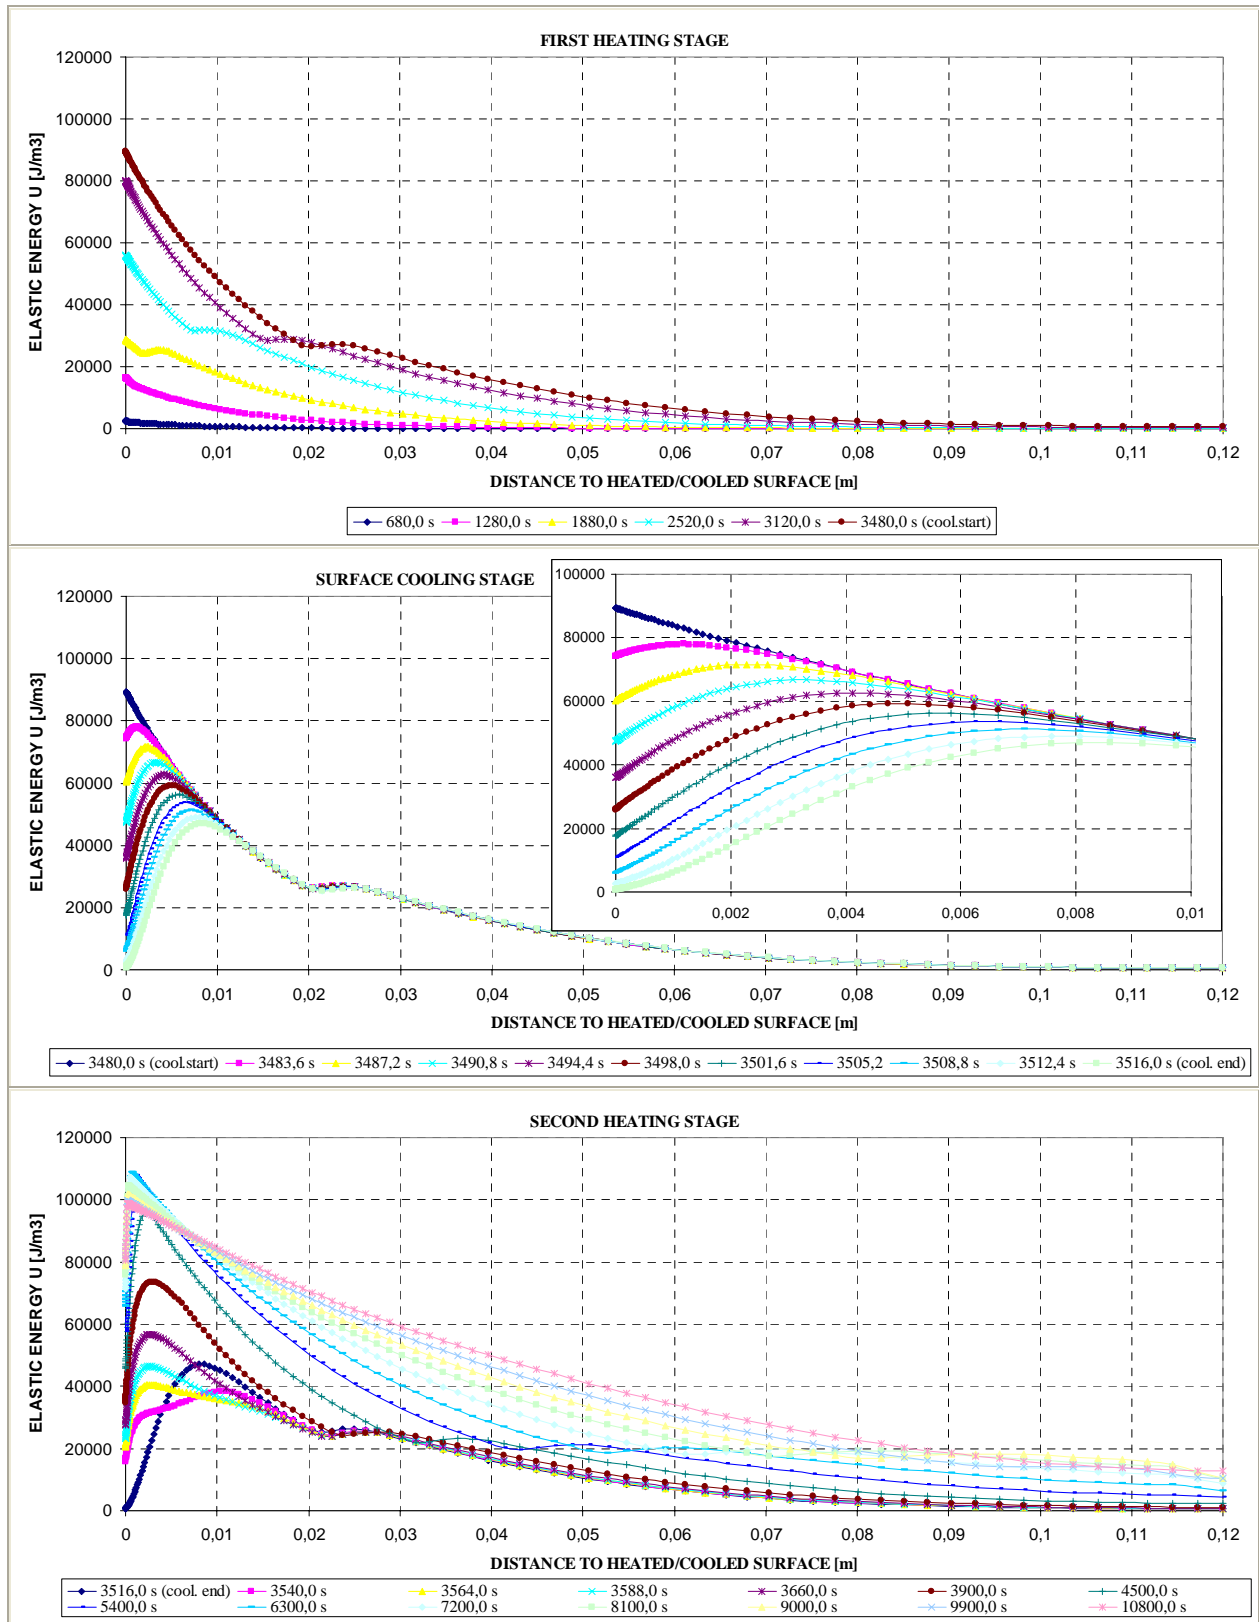 FIRST HEATING STAGE
120000
100000
80000
60000
40000
20000
0
ELASTIC ENERGY U [J/m3]
0 0,01 0,02 0,03 0,04 0,05 0,06 0,07 0,08 0,09 0,1 0,11 0,12
DISTANCE TO HEATED/COOLED SURFACE [m]
680,0 s 1280,0 s 1880,0 s 2520,0 s 3120,0 s 3480,0 s (cool.start)
SURFACE COOLING STAGE
120000
100000
80000
60000
40000
20000
0
ELASTIC ENERGY U [J/m3]
100000
80000
60000
40000
20000
0
0 0,002 0,004 0,006 0,008 0,01
0 0,01 0,02 0,03 0,04 0,05 0,06 0,07 0,08 0,09 0,1 0,11 0,12
DISTANCE TO HEATED/COOLED SURFACE [m]
3480,0 s (cool.start) 3483,6 s 3487,2 s 3490,8 s 3494,4 s 3498,0 s 3501,6 s 3505,2 3508,8 s 3512,4 s 3516,0 s (cool. end)
SECOND HEATING STAGE
120000
100000
80000
60000
40000
20000
0
ELASTIC ENERGY U [J/m3]
0 0,01 0,02 0,03 0,04 0,05 0,06 0,07 0,08 0,09 0,1 0,11 0,12
DISTANCE TO HEATED/COOLED SURFACE [m]
3516,0 s (cool. end) 3540,0 s 3564,0 s 3588,0 s 3660,0 s 3900,0 s 4500,0 s
5400,0 s 6300,0 s 7200,0 s 8100,0 s 9000,0 s 9900,0 s 10800,0 s